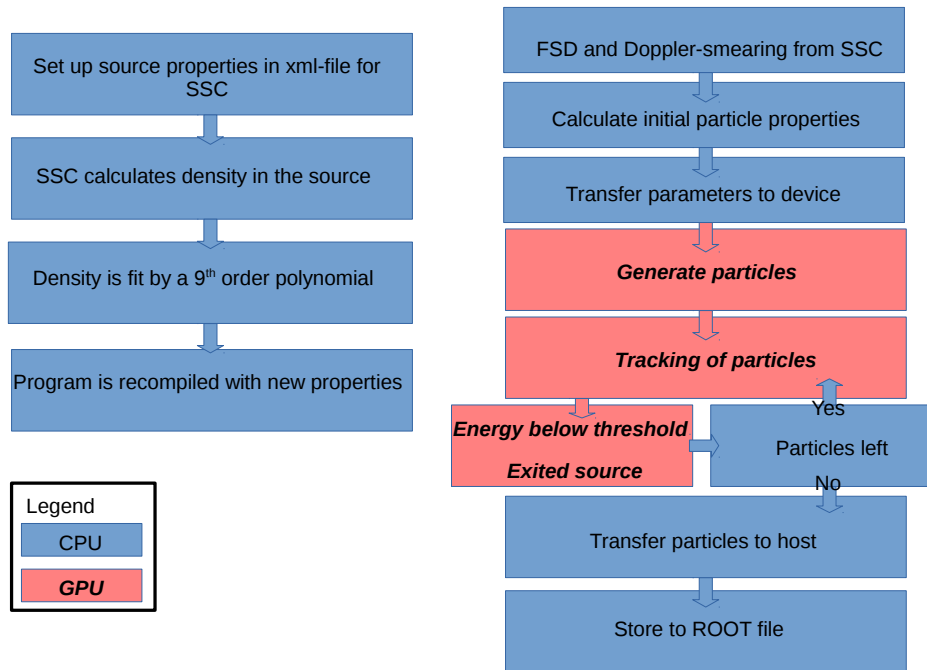 Set up source properties in xml-file for
SSC
SSC calculates density in the source
Density is fit by a 9th order polynomial
Program is recompiled with new properties
Legend
CPU
GPU
FSD and Doppler-smearing from SSC
Calculate initial particle properties
Transfer parameters to device
Generate particles
Tracking of particles
Energy below threshold
Exited source
Yes
Particles left
No
Transfer particles to host
Store to ROOT file